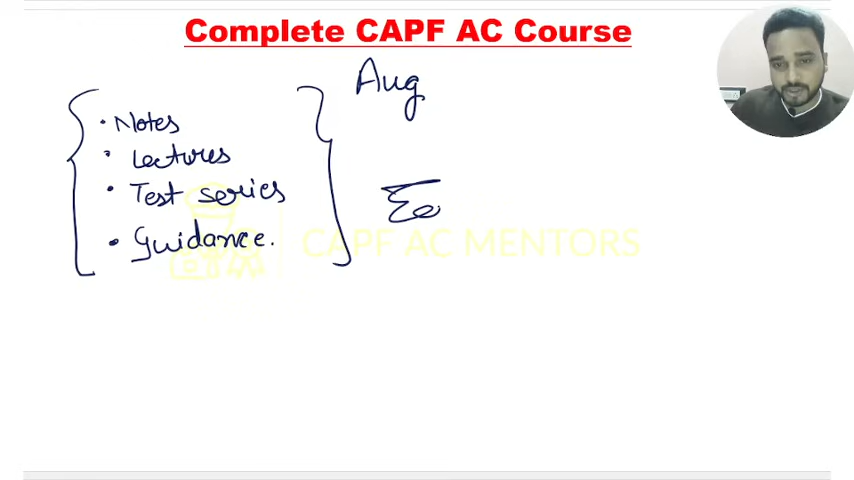 Complete CAPF AC Course
Aug
• Notes
• Lectures
• Test series
• Guidance.
CAPF AC MENTORS